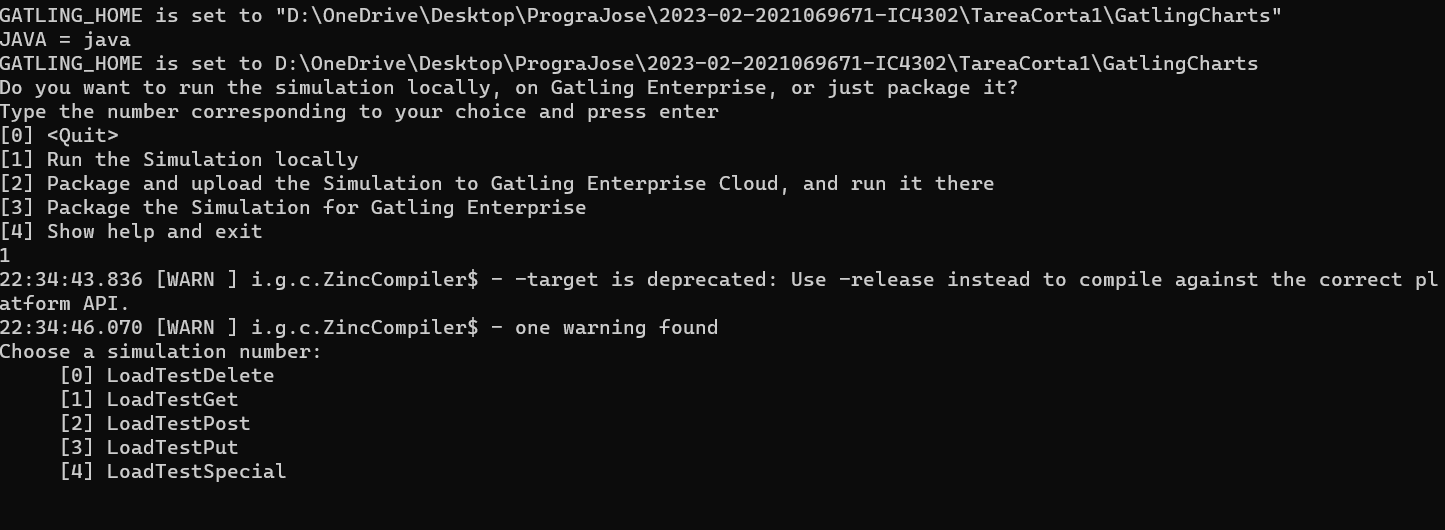 GATLING_HOME is set to "D:\OneDrive\Desktop\PrograJose\2023-02-2021069671-IC4302\TareaCorta1\GatlingCharts"
JAVA = java
GATLING_HOME is set to D:\OneDrive\Desktop\PrograJose\2023-02-2021069671-IC4302\TareaCorta1\GatlingCharts
Do you want to run the simulation locally, on Gatling Enterprise, or just package it?
Type the number corresponding to your choice and press enter
[0] <Quit>
[1] Run the Simulation locally
[2] Package and upload the Simulation to Gatling Enterprise Cloud, and run it there
[3] Package the Simulation for Gatling Enterprise
[4] Show help and exit
1
22:34:43.836 [WARN ] i.g.c.ZincCompiler$ - -target is deprecated: Use -release instead to compile against the correct pl
atform API.
22:34:46.070 [WARN ] i.g.c.ZincCompiler$ - one warning found
Choose a simulation number:
     [0] LoadTestDelete
     [1] LoadTestGet
     [2] LoadTestPost
     [3] LoadTestPut
     [4] LoadTestSpecial